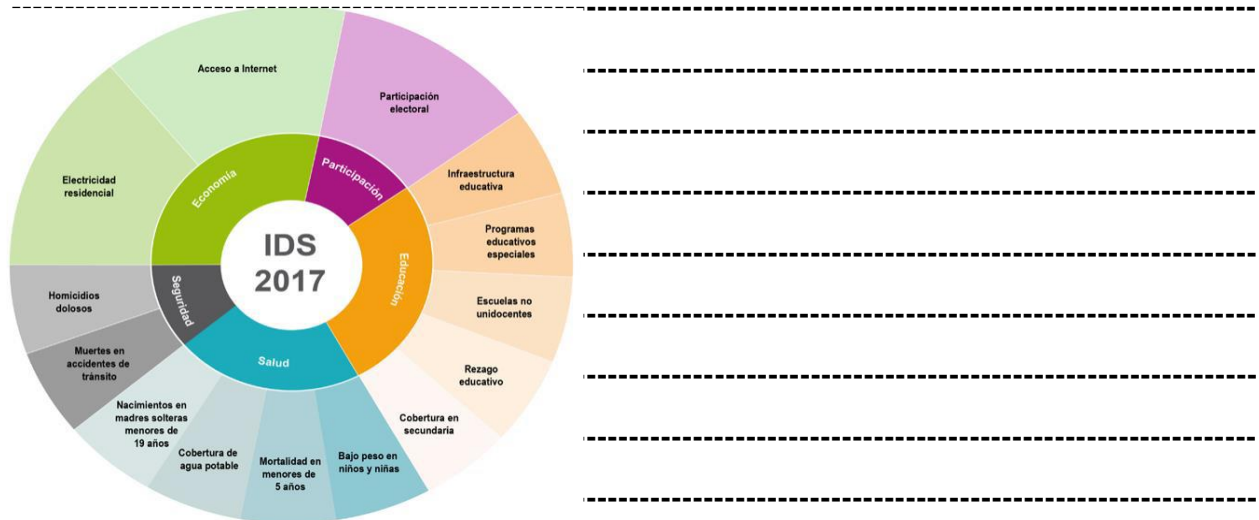 Acceso a Internet
Participación
electoral
Electricidad
residencial
Economía
Participación
Infraestructura
educativa
Programas
educativos
especiales
IDS
2017
Educación
Homicidios
dolosos
Seguridad
Escuelas no
unidocentes
Muertes en
accidentes de
tránsito
Salud
Rezago
educativo
Nacimientos en
madres solteras
menores de
19 años
Cobertura de
agua potable
Mortalidad en
menores de
5 años
Bajo peso en
niños y niñas
Cobertura en
secundaria